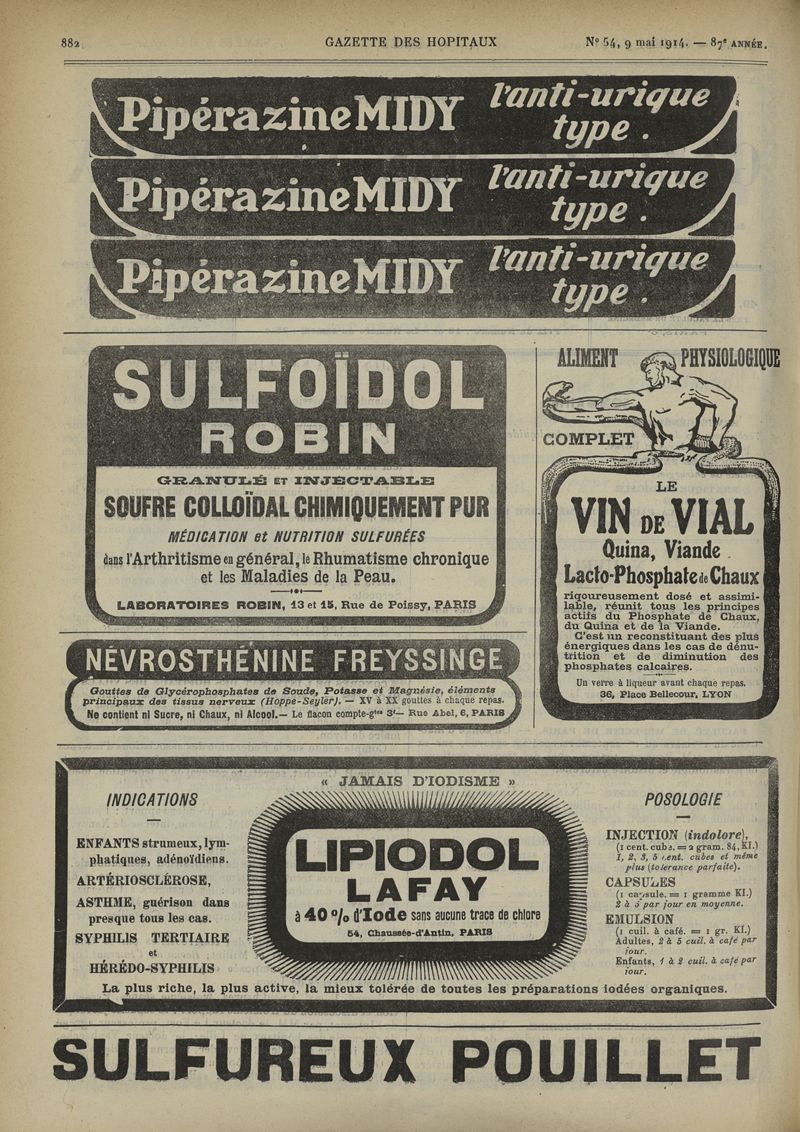 882
GAZETTE DES HOPITAUX
N° 54, 9 mai 1914. — 87e ANNÉE.
PipérazineMIDY l'anti-urique
type.
PipérazineMIDY l'anti-urique
type.
PipérazineMIDY l'anti-urique
type.
SULFOÏDOL
ROBIN
GRANULÉ ET INJECTABLE
SOUFRE COLLOÏDAL CHIMIQUEMENT PUR
MÉDICATION et NUTRITION SULFURÉES
dans l'Arthritisme en général, le Rhumatisme chronique
et les Maladies de la Peau.
LABORATOIRES ROBIN, 13 et 15, Rue de Poissy, PARIS
ALIMENT PHYSIOLOGIQUE
COMPLET
LE
VIN DE VIAL
Quina, Viande
Lacto-Phosphate de Chaux
rigoureusement dosé et assimi-
lable, réunit tous les principes
actifs du Phosphate de Chaux,
du Quina et de la Viande.
C'est un reconstituant des plus
énergiques dans les cas de dénu-
trition et de diminution des
phosphates calcaires.
Un verre à liqueur avant chaque repas.
36, Place Bellecour, LYON
NÉVROSTHÉNINE FREYSSINGE
Gouttes de Glycérophosphates de Soude, Potasse et Magnésie, éléments
principaux des tissus nerveux (Hoppe-Seyler). — XV à XX gouttes à chaque repas.
Ne contient ni Sucre, ni Chaux, ni Alcool. — Le flacon compte-gttes 3f — Rue Abel, 6, PARIS
« JAMAIS D'IODISME »
INDICATIONS
ENFANTS strumeux, lym-
phatiques, adénoïdiens.
ARTÉRIOSCLÉROSE,
ASTHME, guérison dans
presque tous les cas.
SYPHILIS TERTIAIRE
et
HÉRÉDO-SYPHILIS
LIPIODOL
LAFAY
à 40 % d'Iode sans aucune trace de chlore
54, Chaussée-d'Antin, PARIS
POSOLOGIE
INJECTION (indolore),
(1 cent. cube. = 2 gram. 84, KI.)
1, 2, 3, 5 cent. cubes et même
plus (tolérance parfaite).
CAPSULES
(1 capsule. = 1 gramme KI.)
2 à 5 par jour en moyenne.
EMULSION
(1 cuil. à café. = 1 gr. KI.)
Adultes, 2 à 5 cuil. à café par
jour.
Enfants, 1 à 2 cuil. à café par
jour.
La plus riche, la plus active, la mieux tolérée de toutes les préparations iodées organiques.
SULFUREUX POUILLET